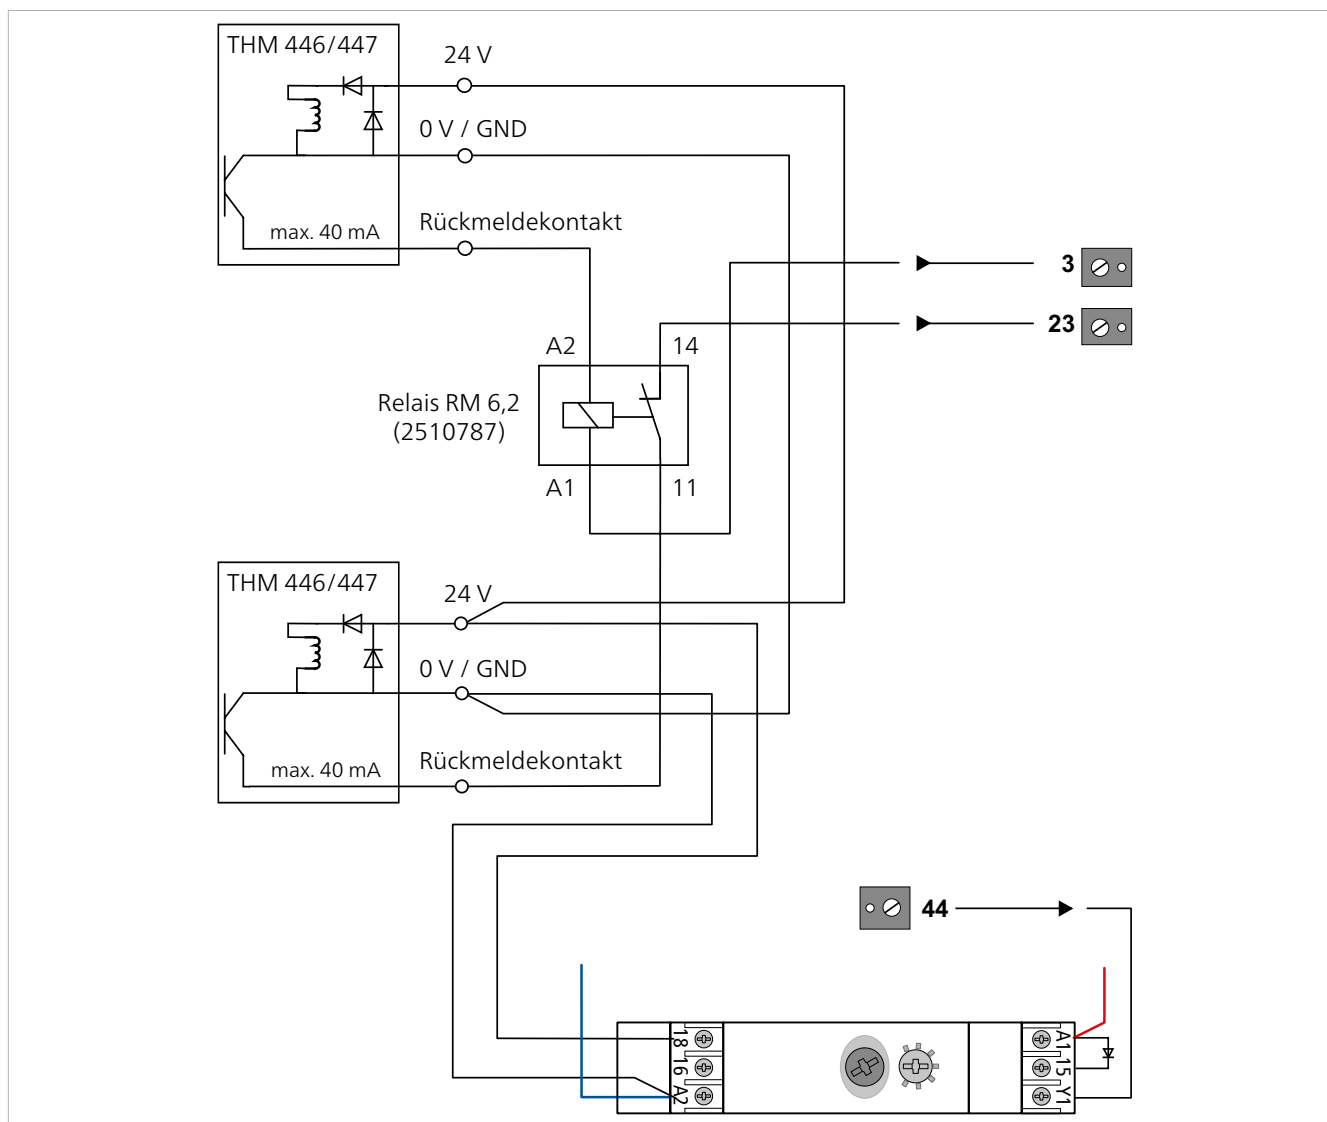 THM 446/447
24 V
0 V / GND
Rückmeldekontakt
max. 40 mA
3
23
A2
14
Relais RM 6,2
(2510787)
A1
11
THM 446/447
24 V
0 V / GND
Rückmeldekontakt
max. 40 mA
44
18
16
A2
A1
15
Y1